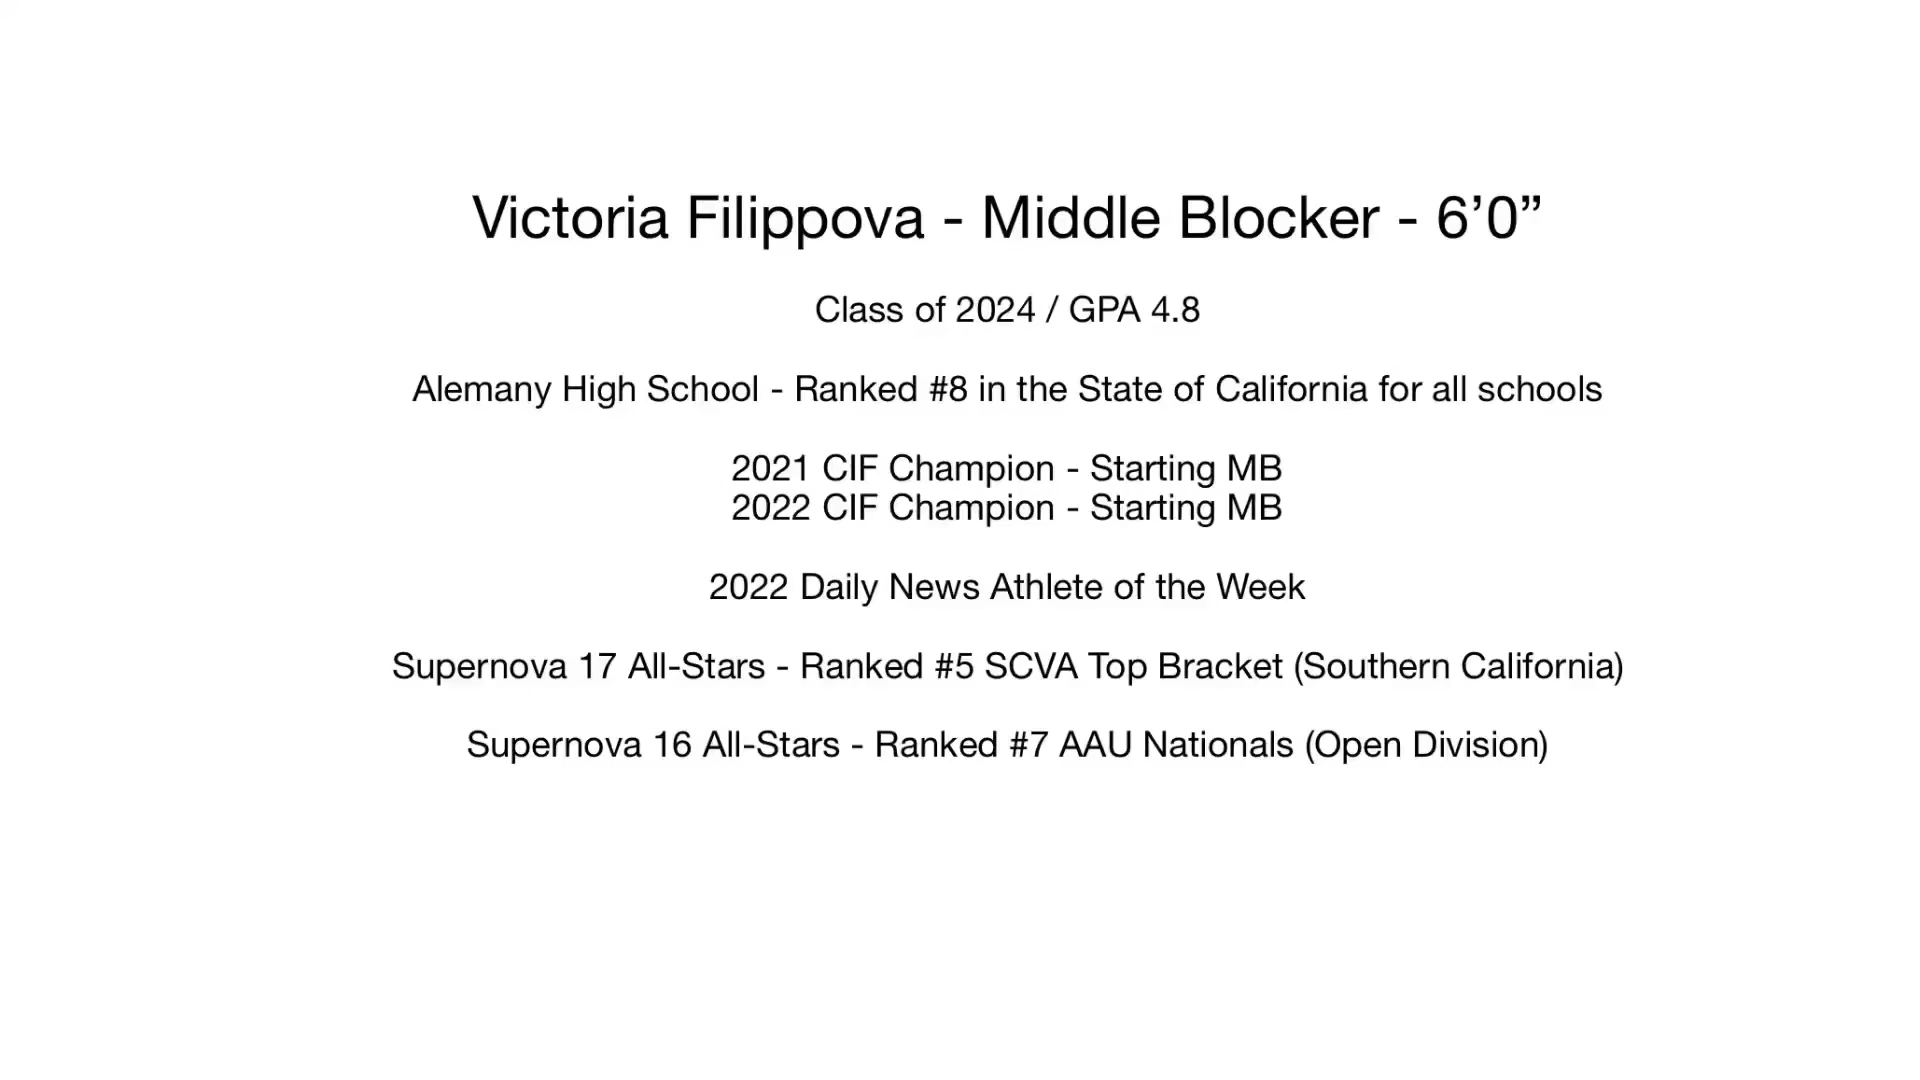 Victoria Filippova - Middle Blocker - 6’0”
Class of 2024 / GPA 4.8
Alemany High School - Ranked #8 in the State of California for all schools
2021 CIF Champion - Starting MB
2022 CIF Champion - Starting MB
2022 Daily News Athlete of the Week
Supernova 17 All-Stars - Ranked #5 SCVA Top Bracket (Southern California)
Supernova 16 All-Stars - Ranked #7 AAU Nationals (Open Division)